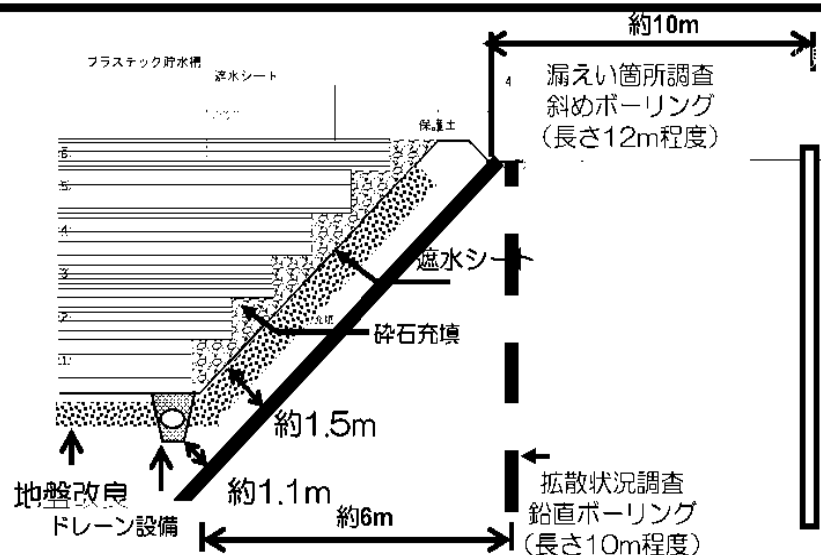 約10m
プラスチック貯水槽
遮水シート
4
漏えい箇所調査
斜めボーリング
(長さ12m程度)
保護土
6
5
4
3
2
1
遮水シート
充填
砕石充填
約1.5m
約1.1m
地盤改良
ドレーン設備
約6m
拡散状況調査
鉛直ボーリング
(長さ10m程度)